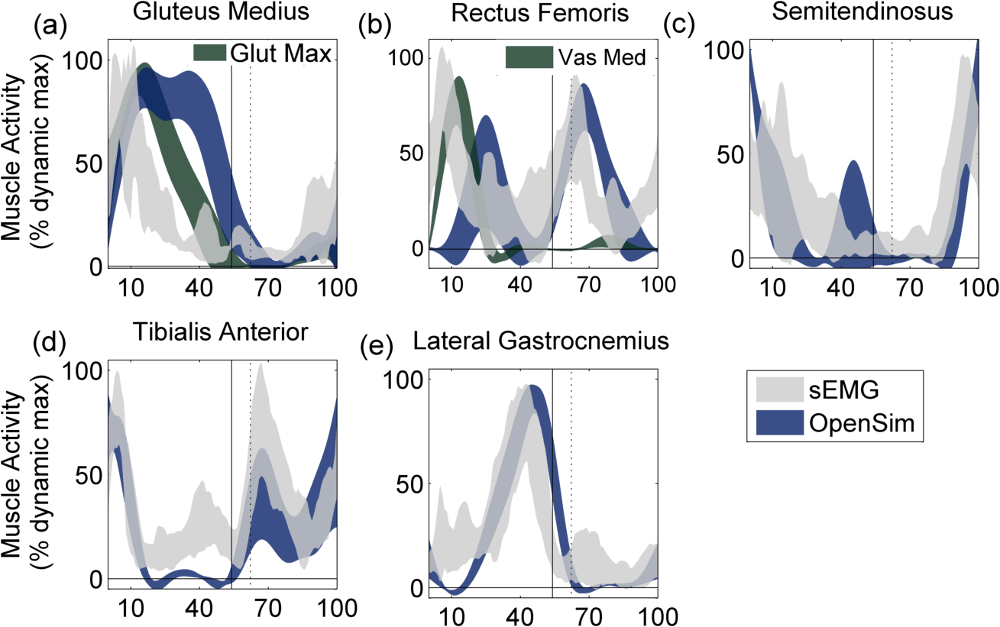 (a)
Gluteus Medius
Muscle Activity
(% dynamic max)
100
50
0
Glut Max
10 40 70 100
(b)
Rectus Femoris
100
50
0
Vas Med
10 40 70 100
(c)
Semitendinosus
100
50
0
10 40 70 100
(d)
Tibialis Anterior
Muscle Activity
(% dynamic max)
100
50
0
10 40 70 100
(e)
Lateral Gastrocnemius
100
50
0
10 40 70 100
sEMG
OpenSim